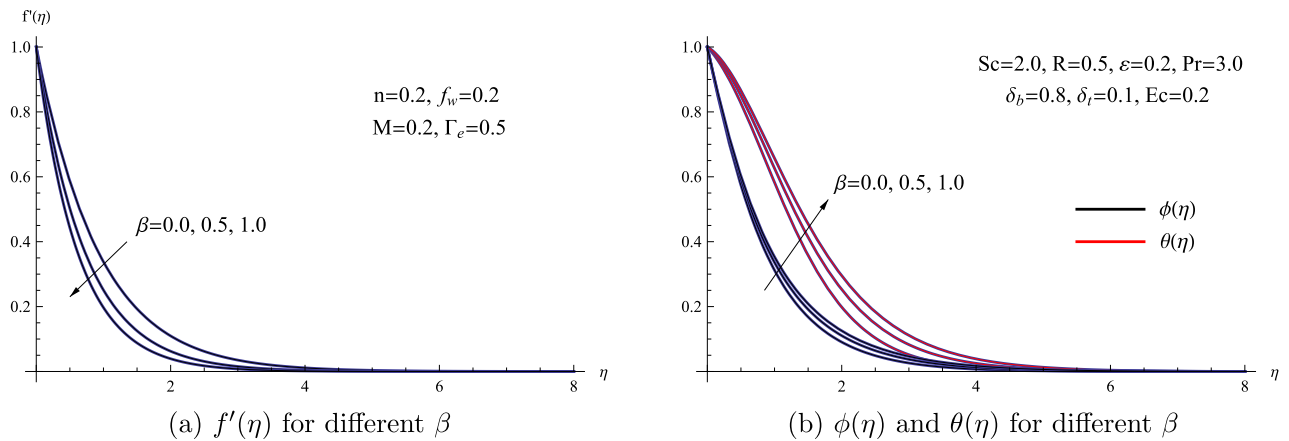 f'(η)
1.0
0.8
0.6
0.4
0.2
2
4
6
8
η
n=0.2, f_w=0.2
M=0.2, Γ_e=0.5
β=0.0, 0.5, 1.0
(a) f′(η) for different β
1.0
0.8
0.6
0.4
0.2
2
4
6
8
η
Sc=2.0, R=0.5, ε=0.2, Pr=3.0
δ_b=0.8, δ_t=0.1, Ec=0.2
β=0.0, 0.5, 1.0
ϕ(η)
θ(η)
(b) ϕ(η) and θ(η) for different β